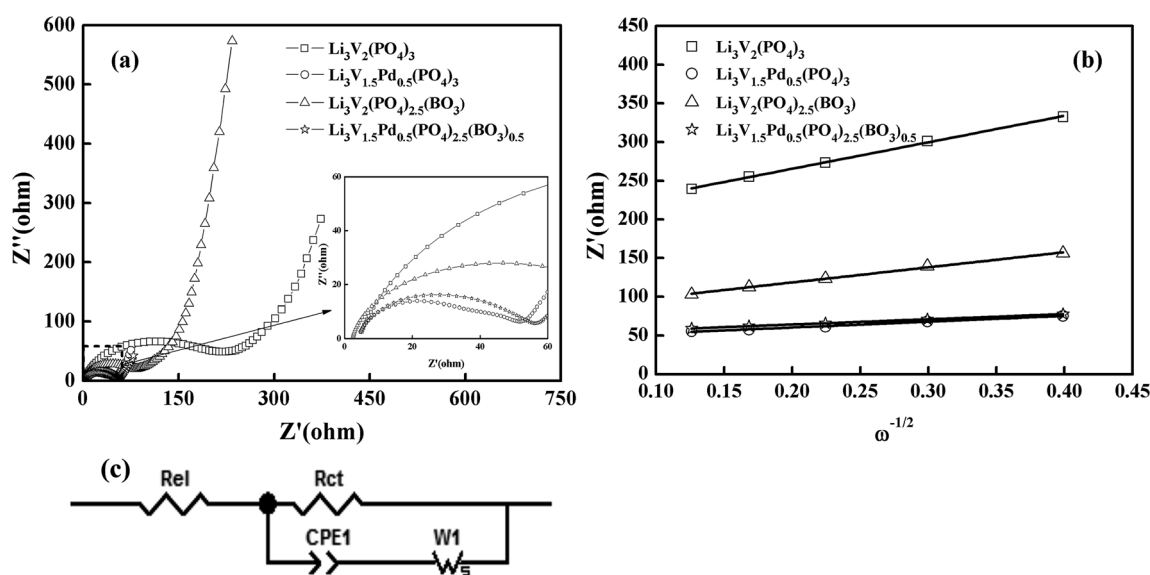 (a)
Z''(ohm)
600
500
400
300
200
100
0
Li3V2(PO4)3
Li3V1.5Pd0.5(PO4)3
Li3V2(PO4)2.5(BO3)
Li3V1.5Pd0.5(PO4)2.5(BO3)0.5
Z''(ohm)
60
40
20
0
0 20 40 60
Z'(ohm)
0 150 300 450 600 750
Z'(ohm)
(b)
Z'(ohm)
450
400
350
300
250
200
150
100
50
0
Li3V2(PO4)3
Li3V1.5Pd0.5(PO4)3
Li3V2(PO4)2.5(BO3)
Li3V1.5Pd0.5(PO4)2.5(BO3)0.5
0.10 0.15 0.20 0.25 0.30 0.35 0.40 0.45
ω-1/2
(c)
Rel Rct
CPE1 W1
s